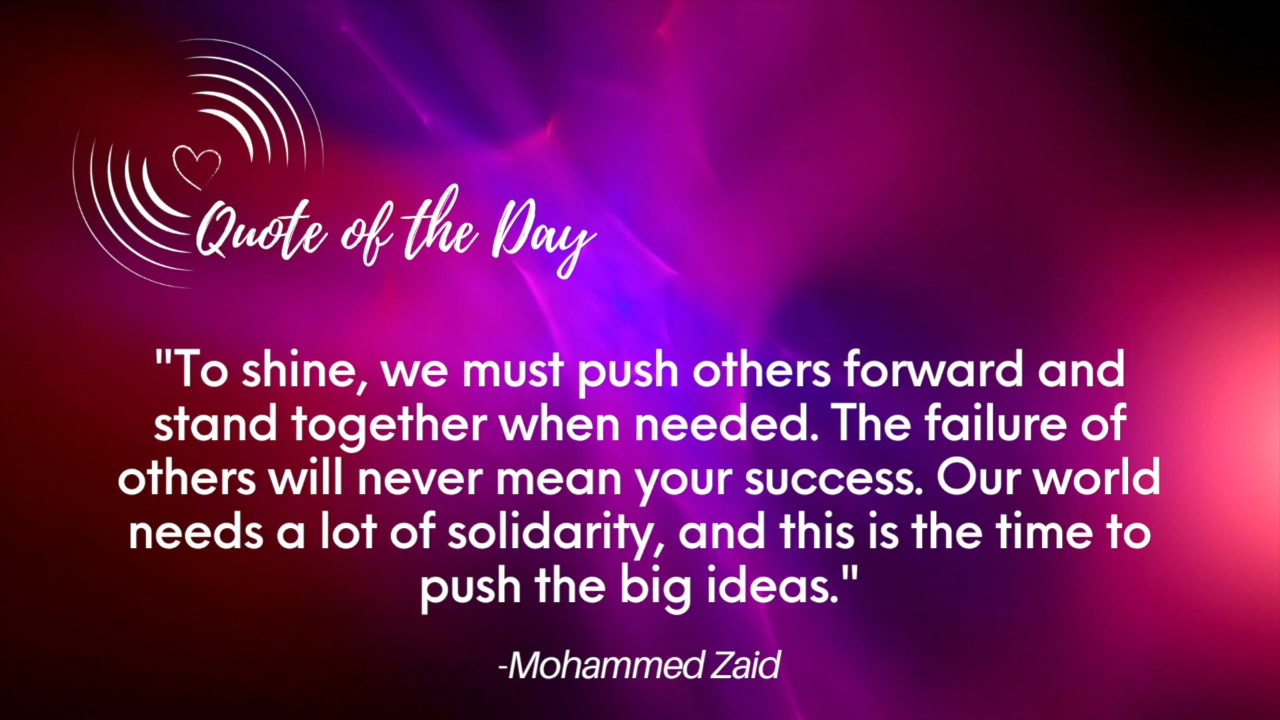 Quote of the Day
"To shine, we must push others forward and
stand together when needed. The failure of
others will never mean your success. Our world
needs a lot of solidarity, and this is the time to
push the big ideas."
-Mohammed Zaid